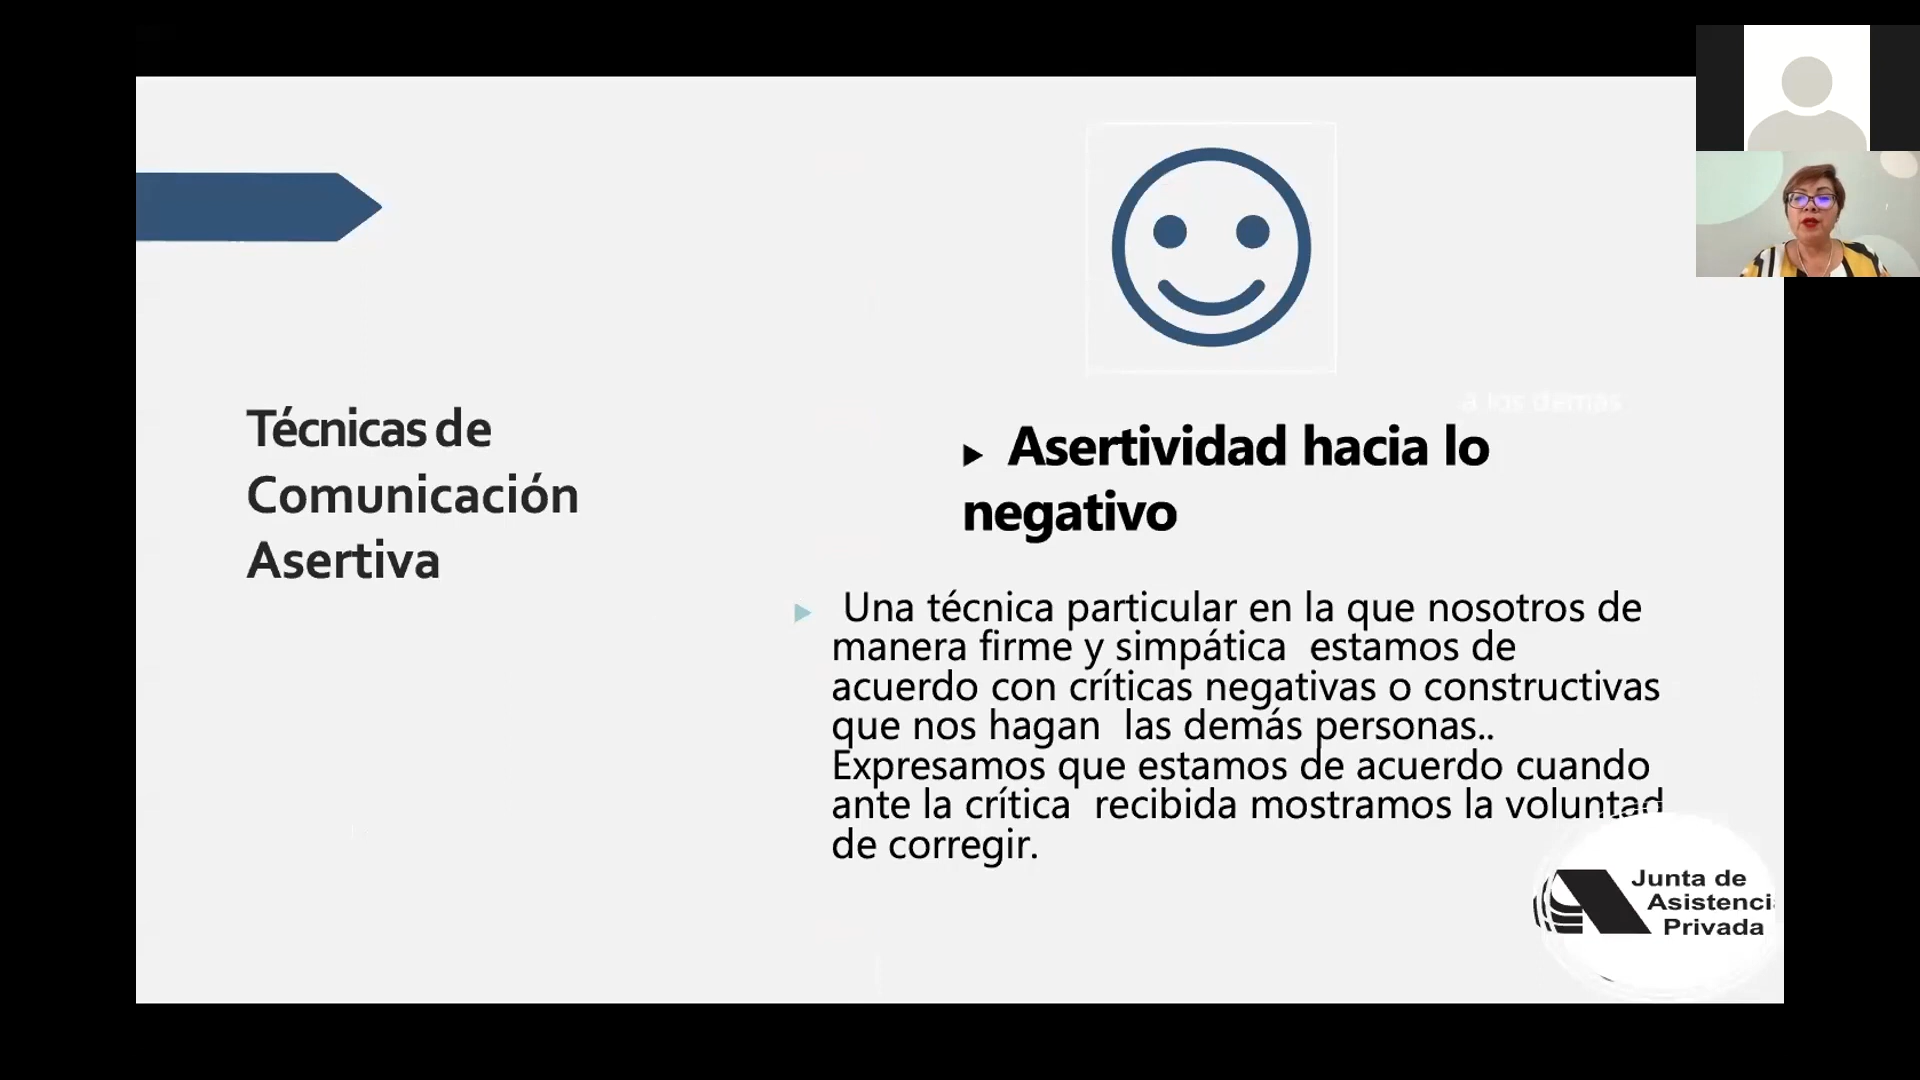 Técnicas de
Comunicación
Asertiva
a los demás
Asertividad hacia lo
negativo
Una técnica particular en la que nosotros de
manera firme y simpática estamos de
acuerdo con críticas negativas o constructivas
que nos hagan las demás personas..
Expresamos que estamos de acuerdo cuando
ante la crítica recibida mostramos la voluntad
de corregir.
Junta de
Asistenci
Privada